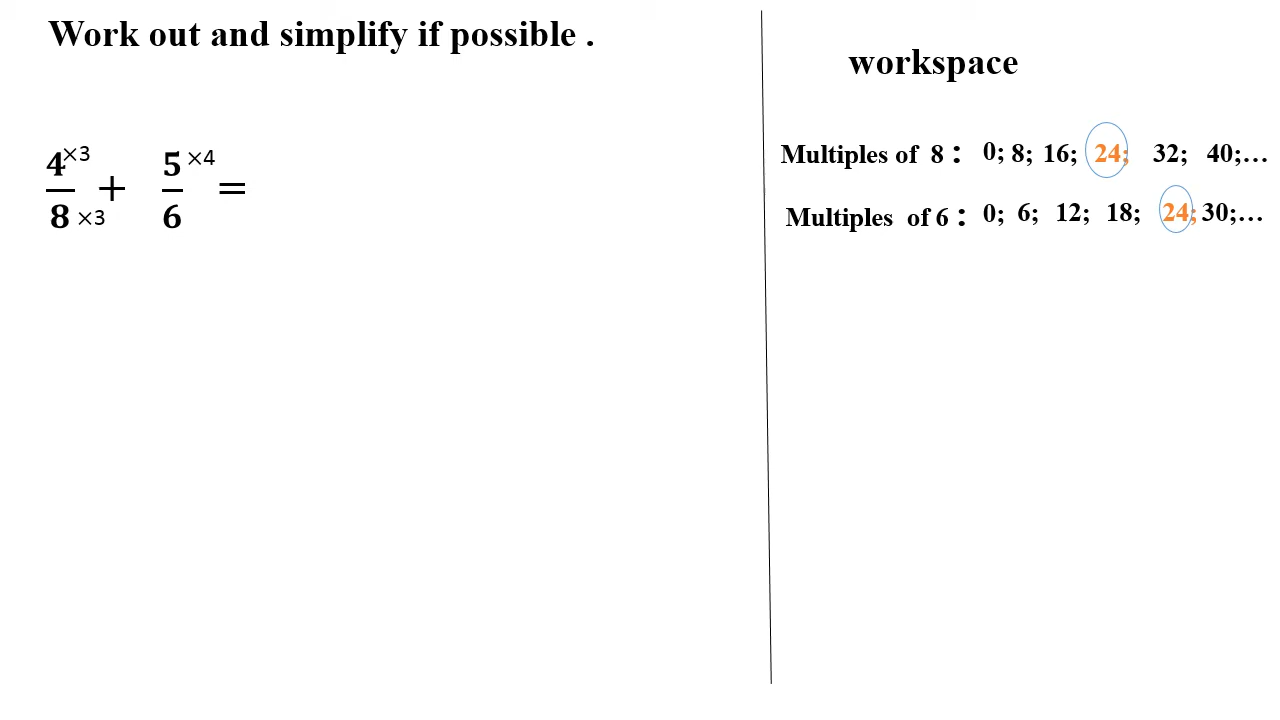 Work out and simplify if possible .
4×3/8×3 + 5×4/6 =
workspace
Multiples of 8 : 0; 8; 16; 24; 32; 40;…
Multiples of 6 : 0; 6; 12; 18; 24; 30;…